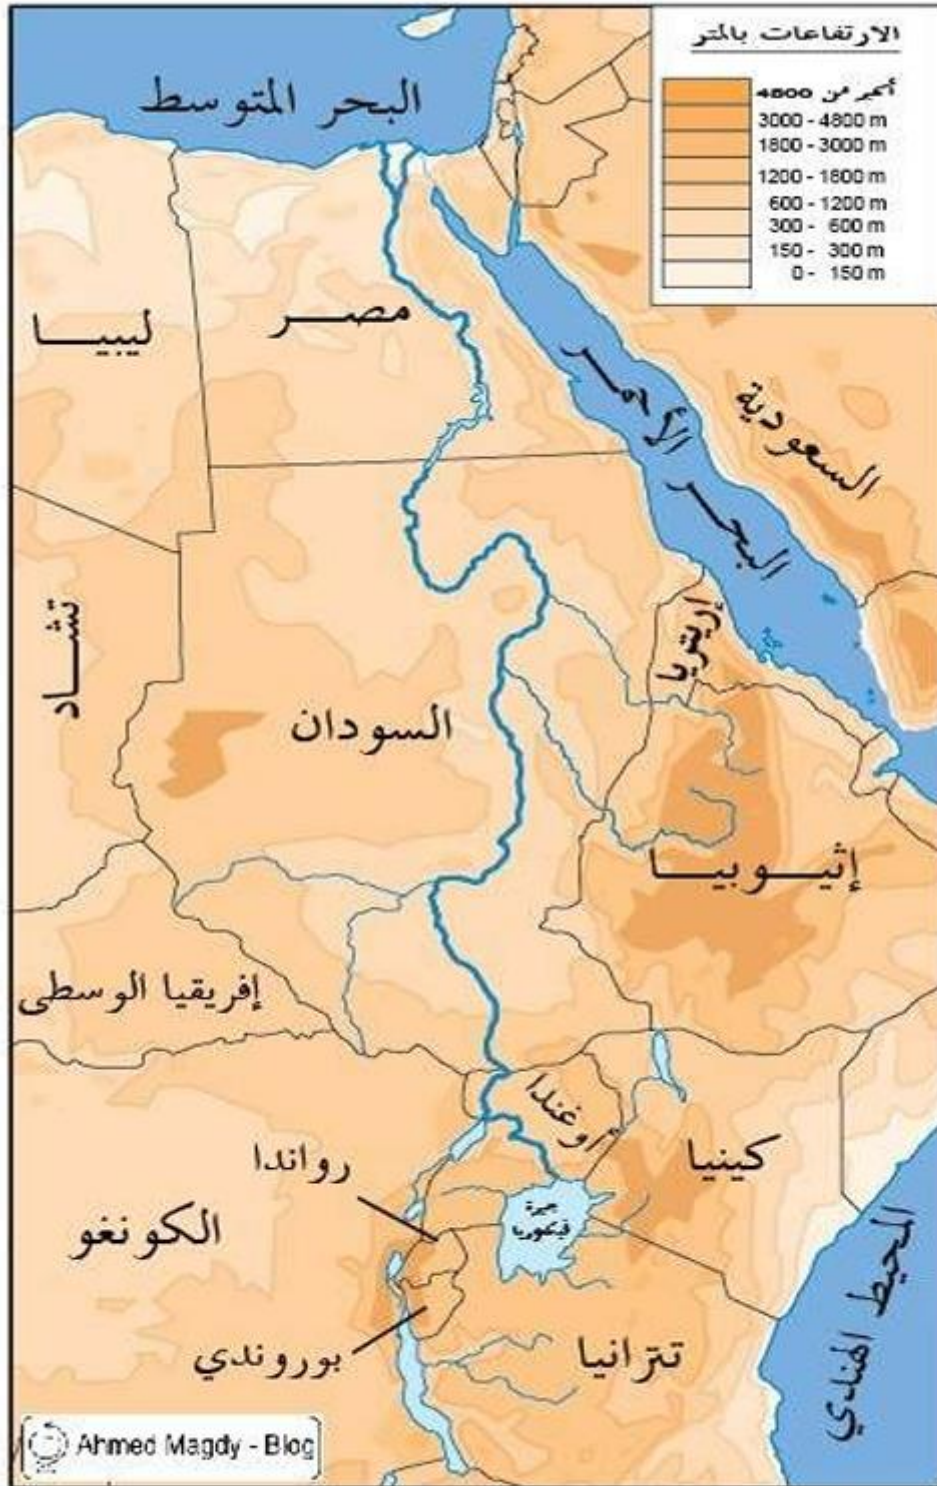 الارتفاعات بالمتر
أكبر من 4800
3000 - 4800 m
1800 - 3000 m
1200 - 1800 m
600 - 1200 m
300 - 600 m
150 - 300 m
0 - 150 m
البحر المتوسط
ليبيا
مصر
البحر الأحمر
السعودية
تشاد
السودان
إريتريا
إثيوبيا
إفريقيا الوسطى
أوغندا
كينيا
رواندا
بحيرة
فيكتوريا
الكونغو
المحيط الهندي
بوروندي
تنزانيا
Ahmed Magdy - Blog